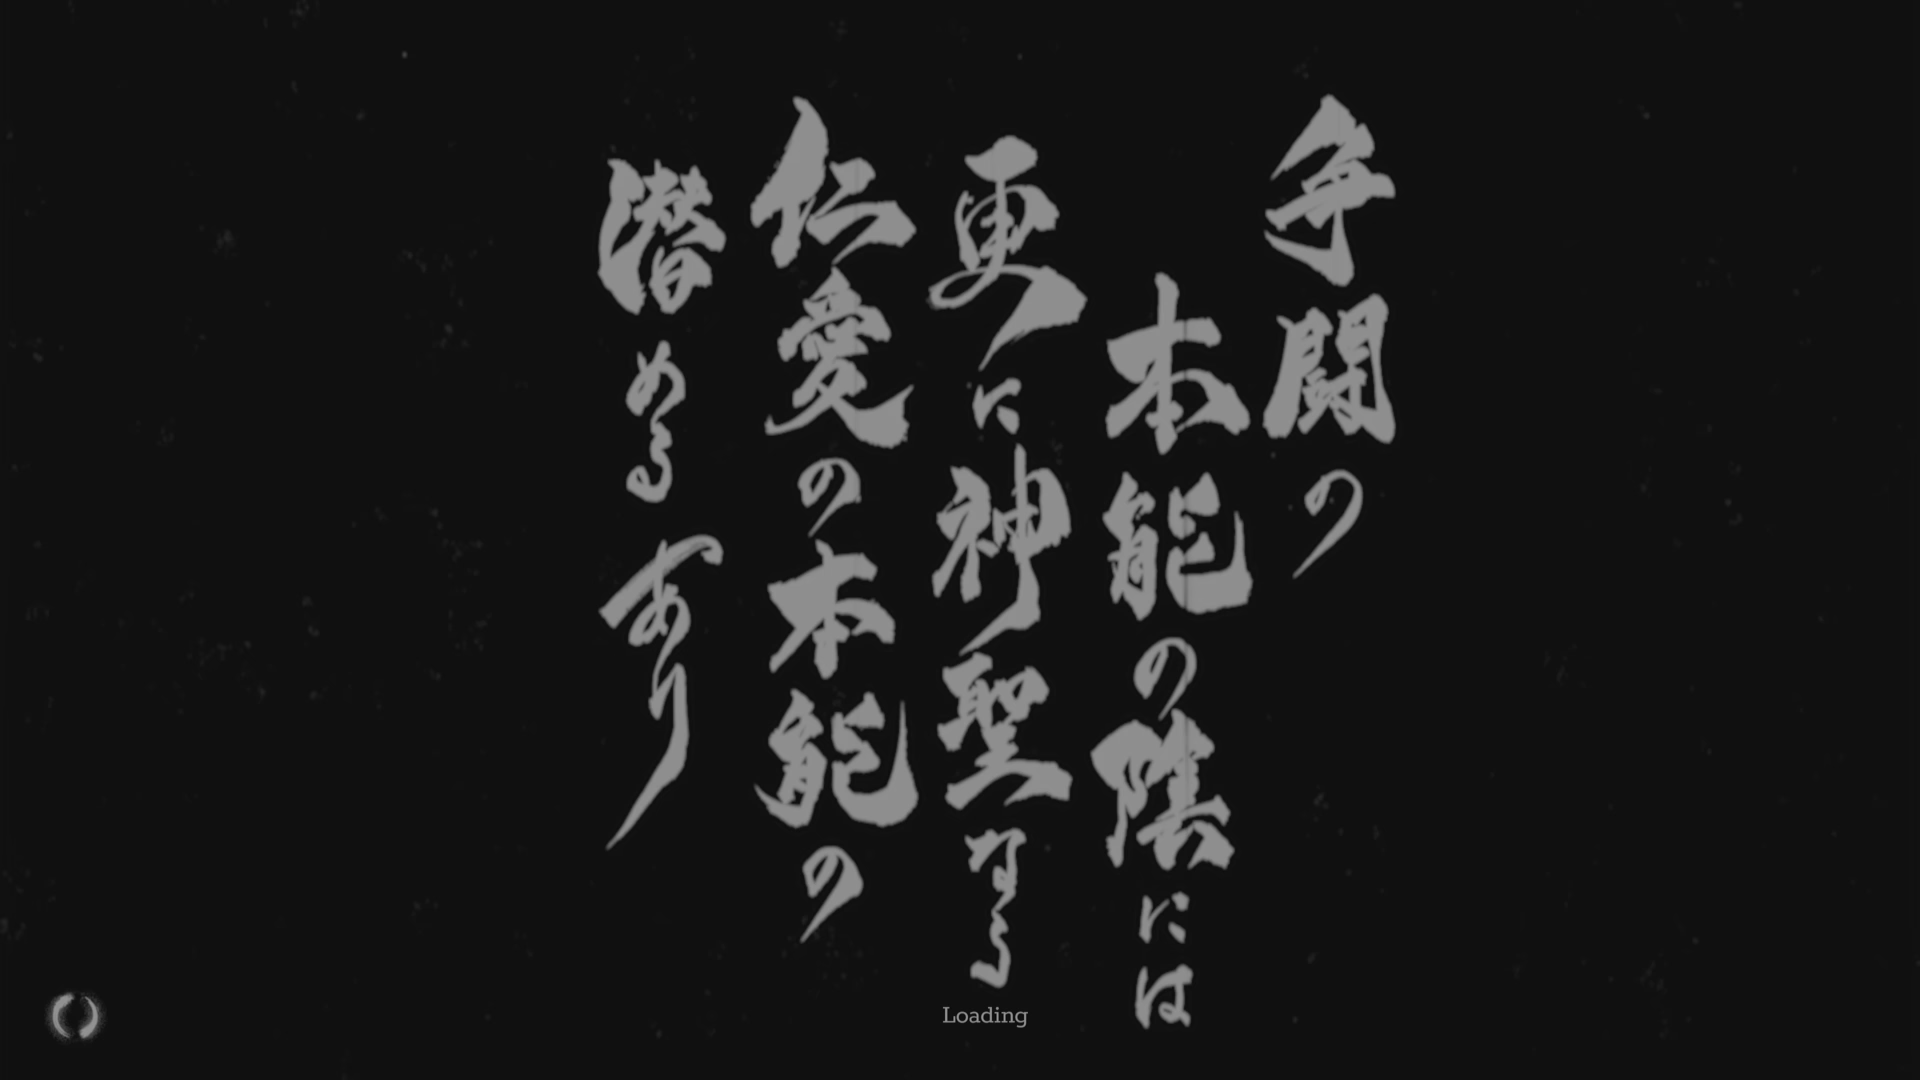 争闘の
本能の陰には
更に神聖なる
仁愛の本能の
潜める あり
Loading